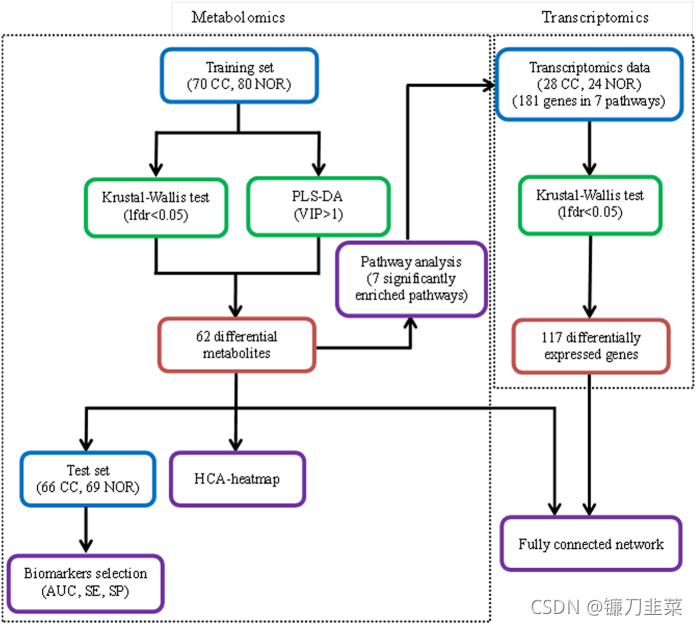 Metabolomics
Transcriptomics
Training set
(70 CC, 80 NOR)
Krustal-Wallis test
(lfdr<0.05)
PLS-DA
(VIP>1)
Pathway analysis
(7 significantly
enriched pathways)
62 differential
metabolites
Test set
(66 CC, 69 NOR)
HCA-heatmap
Biomarkers selection
(AUC, SE, SP)
Transcriptomics data
(28 CC, 24 NOR)
(181 genes in 7 pathways)
Krustal-Wallis test
(lfdr<0.05)
117 differentially
expressed genes
Fully connected network
CSDN @镰刀韭菜